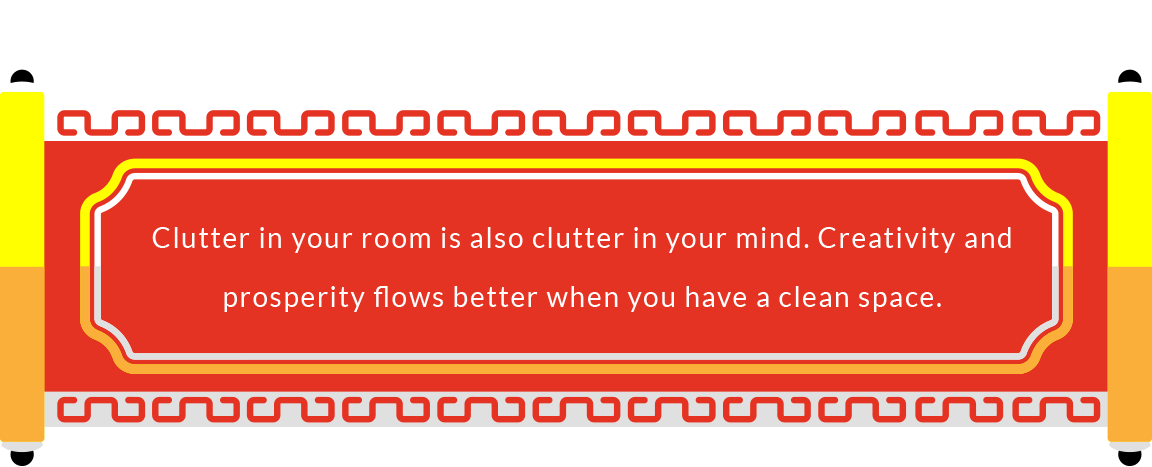 Clutter in your room is also clutter in your mind. Creativity and
prosperity flows better when you have a clean space.